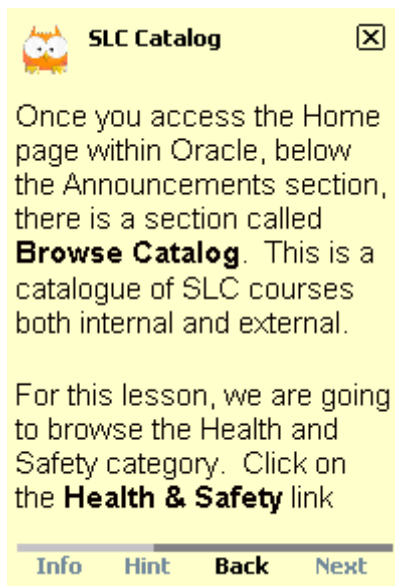 SLC Catalog
Once you access the Home
page within Oracle, below
the Announcements section,
there is a section called
Browse Catalog.  This is a
catalogue of SLC courses
both internal and external.
For this lesson, we are going
to browse the Health and
Safety category.  Click on
the Health & Safety link
Info Hint Back Next